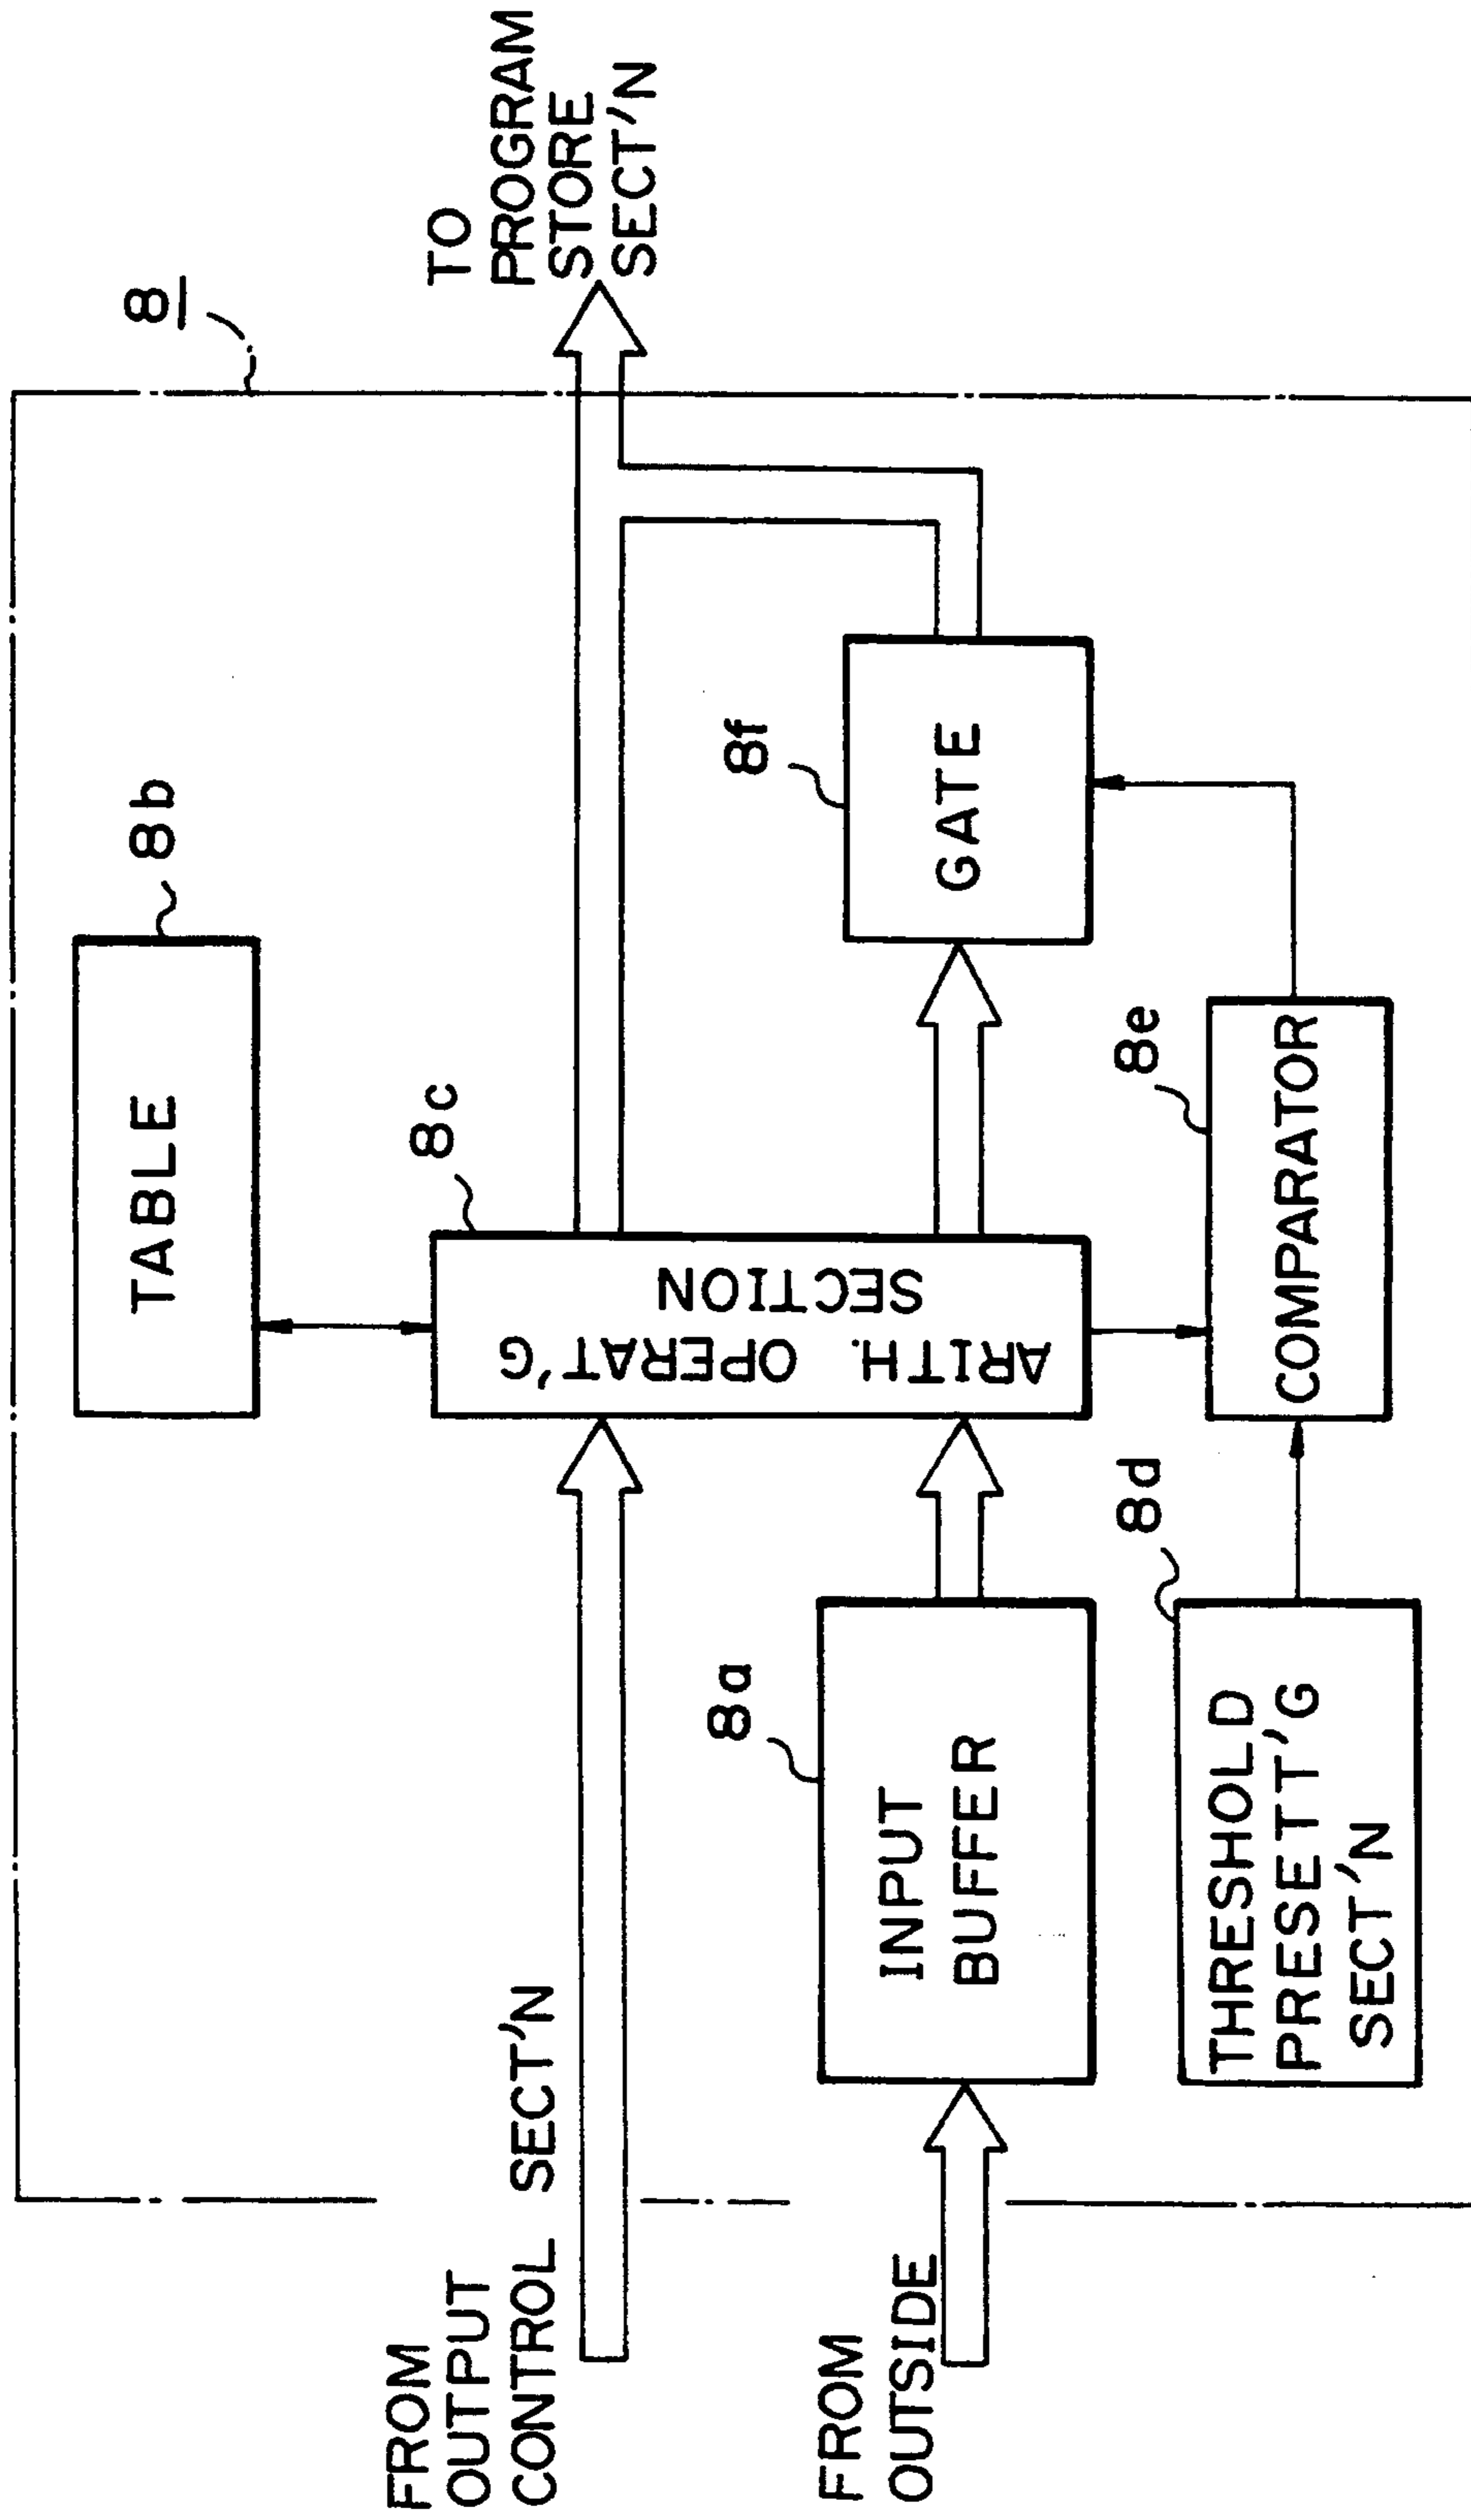 8
TO
PROGRAM
STORE
SECT'N
TABLE
8b
8c
ARITH. OPERAT'G
SECTION
8f
GATE
8e
COMPARATOR
FROM
OUTPUT
CONTROL SECT'N
8a
INPUT
BUFFER
FROM
OUTSIDE
8d
THRESHOLD
PRESETT'G
SECT'N